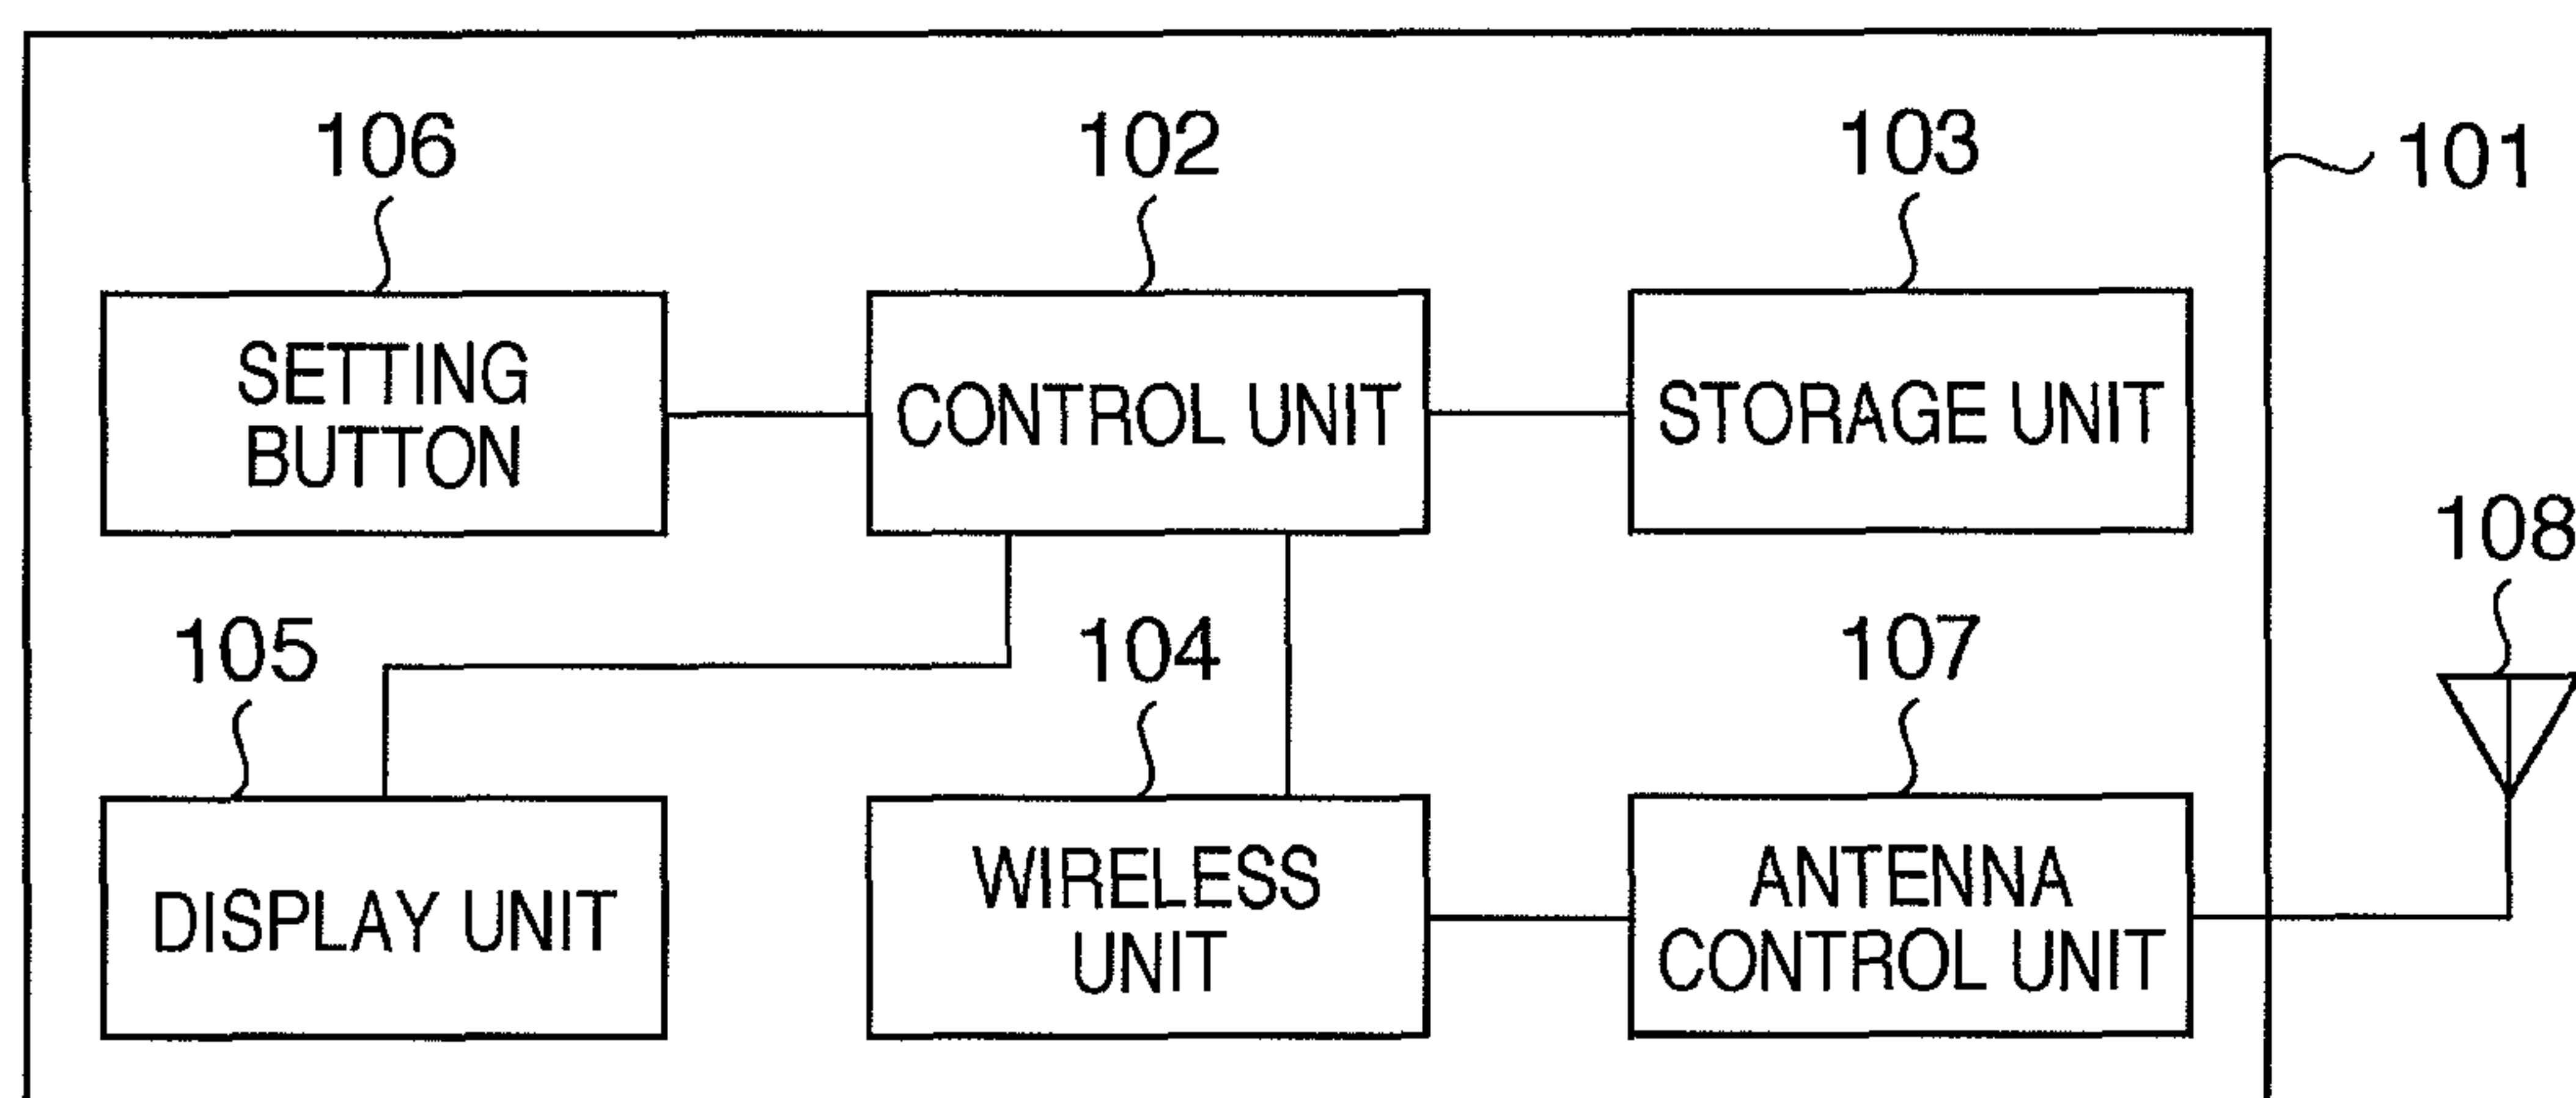 106
102
103
101
SETTING
BUTTON
CONTROL UNIT
STORAGE UNIT
108
105
104
107
DISPLAY UNIT
WIRELESS
UNIT
ANTENNA
CONTROL UNIT